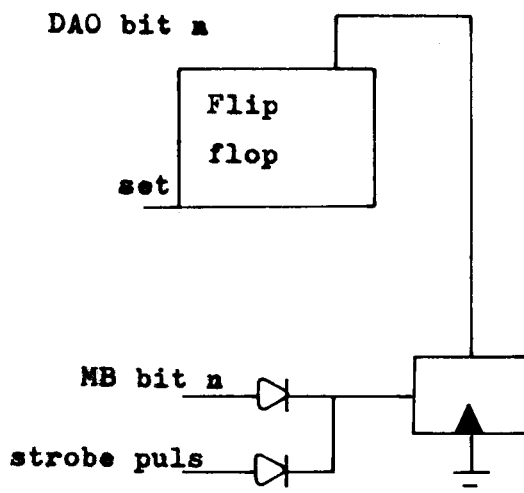 DAO bit n
Flip
flop
set
MB bit n
strobe puls